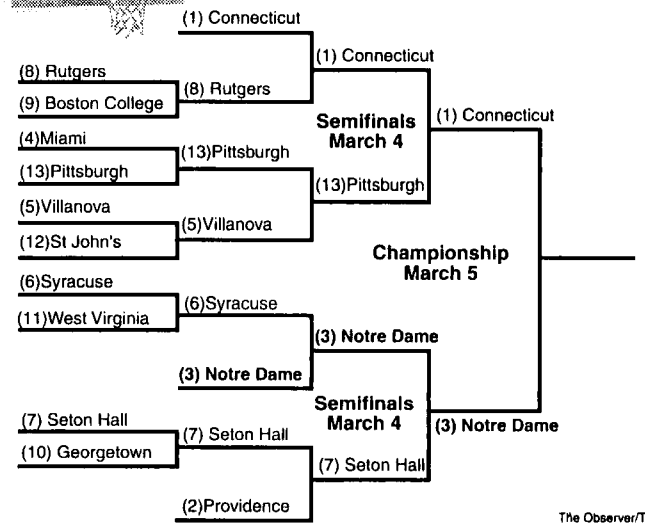 (1) Connecticut
(8) Rutgers
(9) Boston College
(8) Rutgers
(1) Connecticut
(4)Miami
(13)Pittsburgh
(13)Pittsburgh
(5)Villanova
(12)St John's
(5)Villanova
(13)Pittsburgh
Semifinals
March 4
(1) Connecticut
Championship
March 5
(6)Syracuse
(11)West Virginia
(6)Syracuse
(3) Notre Dame
(3) Notre Dame
Semifinals
March 4
(3) Notre Dame
(7) Seton Hall
(10) Georgetown
(7) Seton Hall
(7) Seton Hall
(2)Providence
The Observer/T